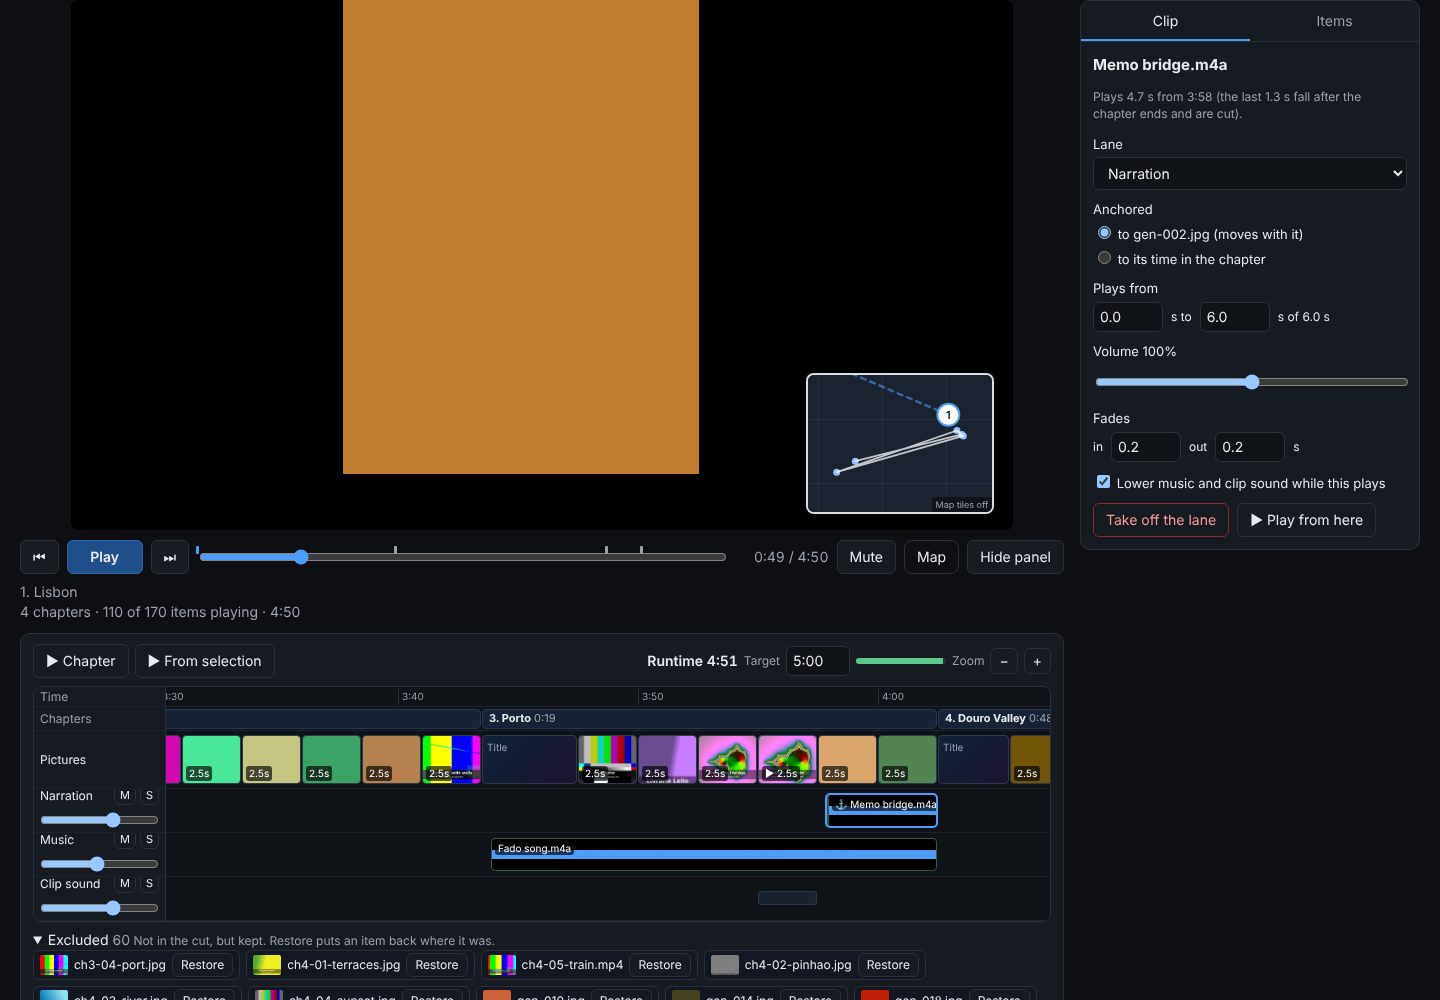 Clip Items
Memo bridge.m4a
Plays 4.7 s from 3:58 (the last 1.3 s fall after the
chapter ends and are cut).
Lane
Narration
Anchored
to gen-002.jpg (moves with it)
to its time in the chapter
Plays from
0.0 s to 6.0 s of 6.0 s
Volume 100%
Fades
in 0.2 out 0.2 s
Lower music and clip sound while this plays
Take off the lane ▶ Play from here
1
Map tiles off
Play 0:49 / 4:50 Mute Map Hide panel
1. Lisbon
4 chapters · 110 of 170 items playing · 4:50
▶ Chapter ▶ From selection Runtime 4:51 Target 5:00 Zoom − +
Time 3:30 3:40 3:50 4:00
Chapters 3. Porto 0:19 4. Douro Valley 0:48
Pictures Title Title
2.5s 2.5s 2.5s 2.5s 2.5s 2.5s 2.5s 2.5s 2.5s 2.5s 2.5s 2.5s
Narration M S ⚓ Memo bridge.m4a
Music M S Fado song.m4a
Clip sound M S
▼ Excluded 60 Not in the cut, but kept. Restore puts an item back where it was.
ch3-04-port.jpg Restore ch4-01-terraces.jpg Restore ch4-05-train.mp4 Restore ch4-02-pinhao.jpg Restore